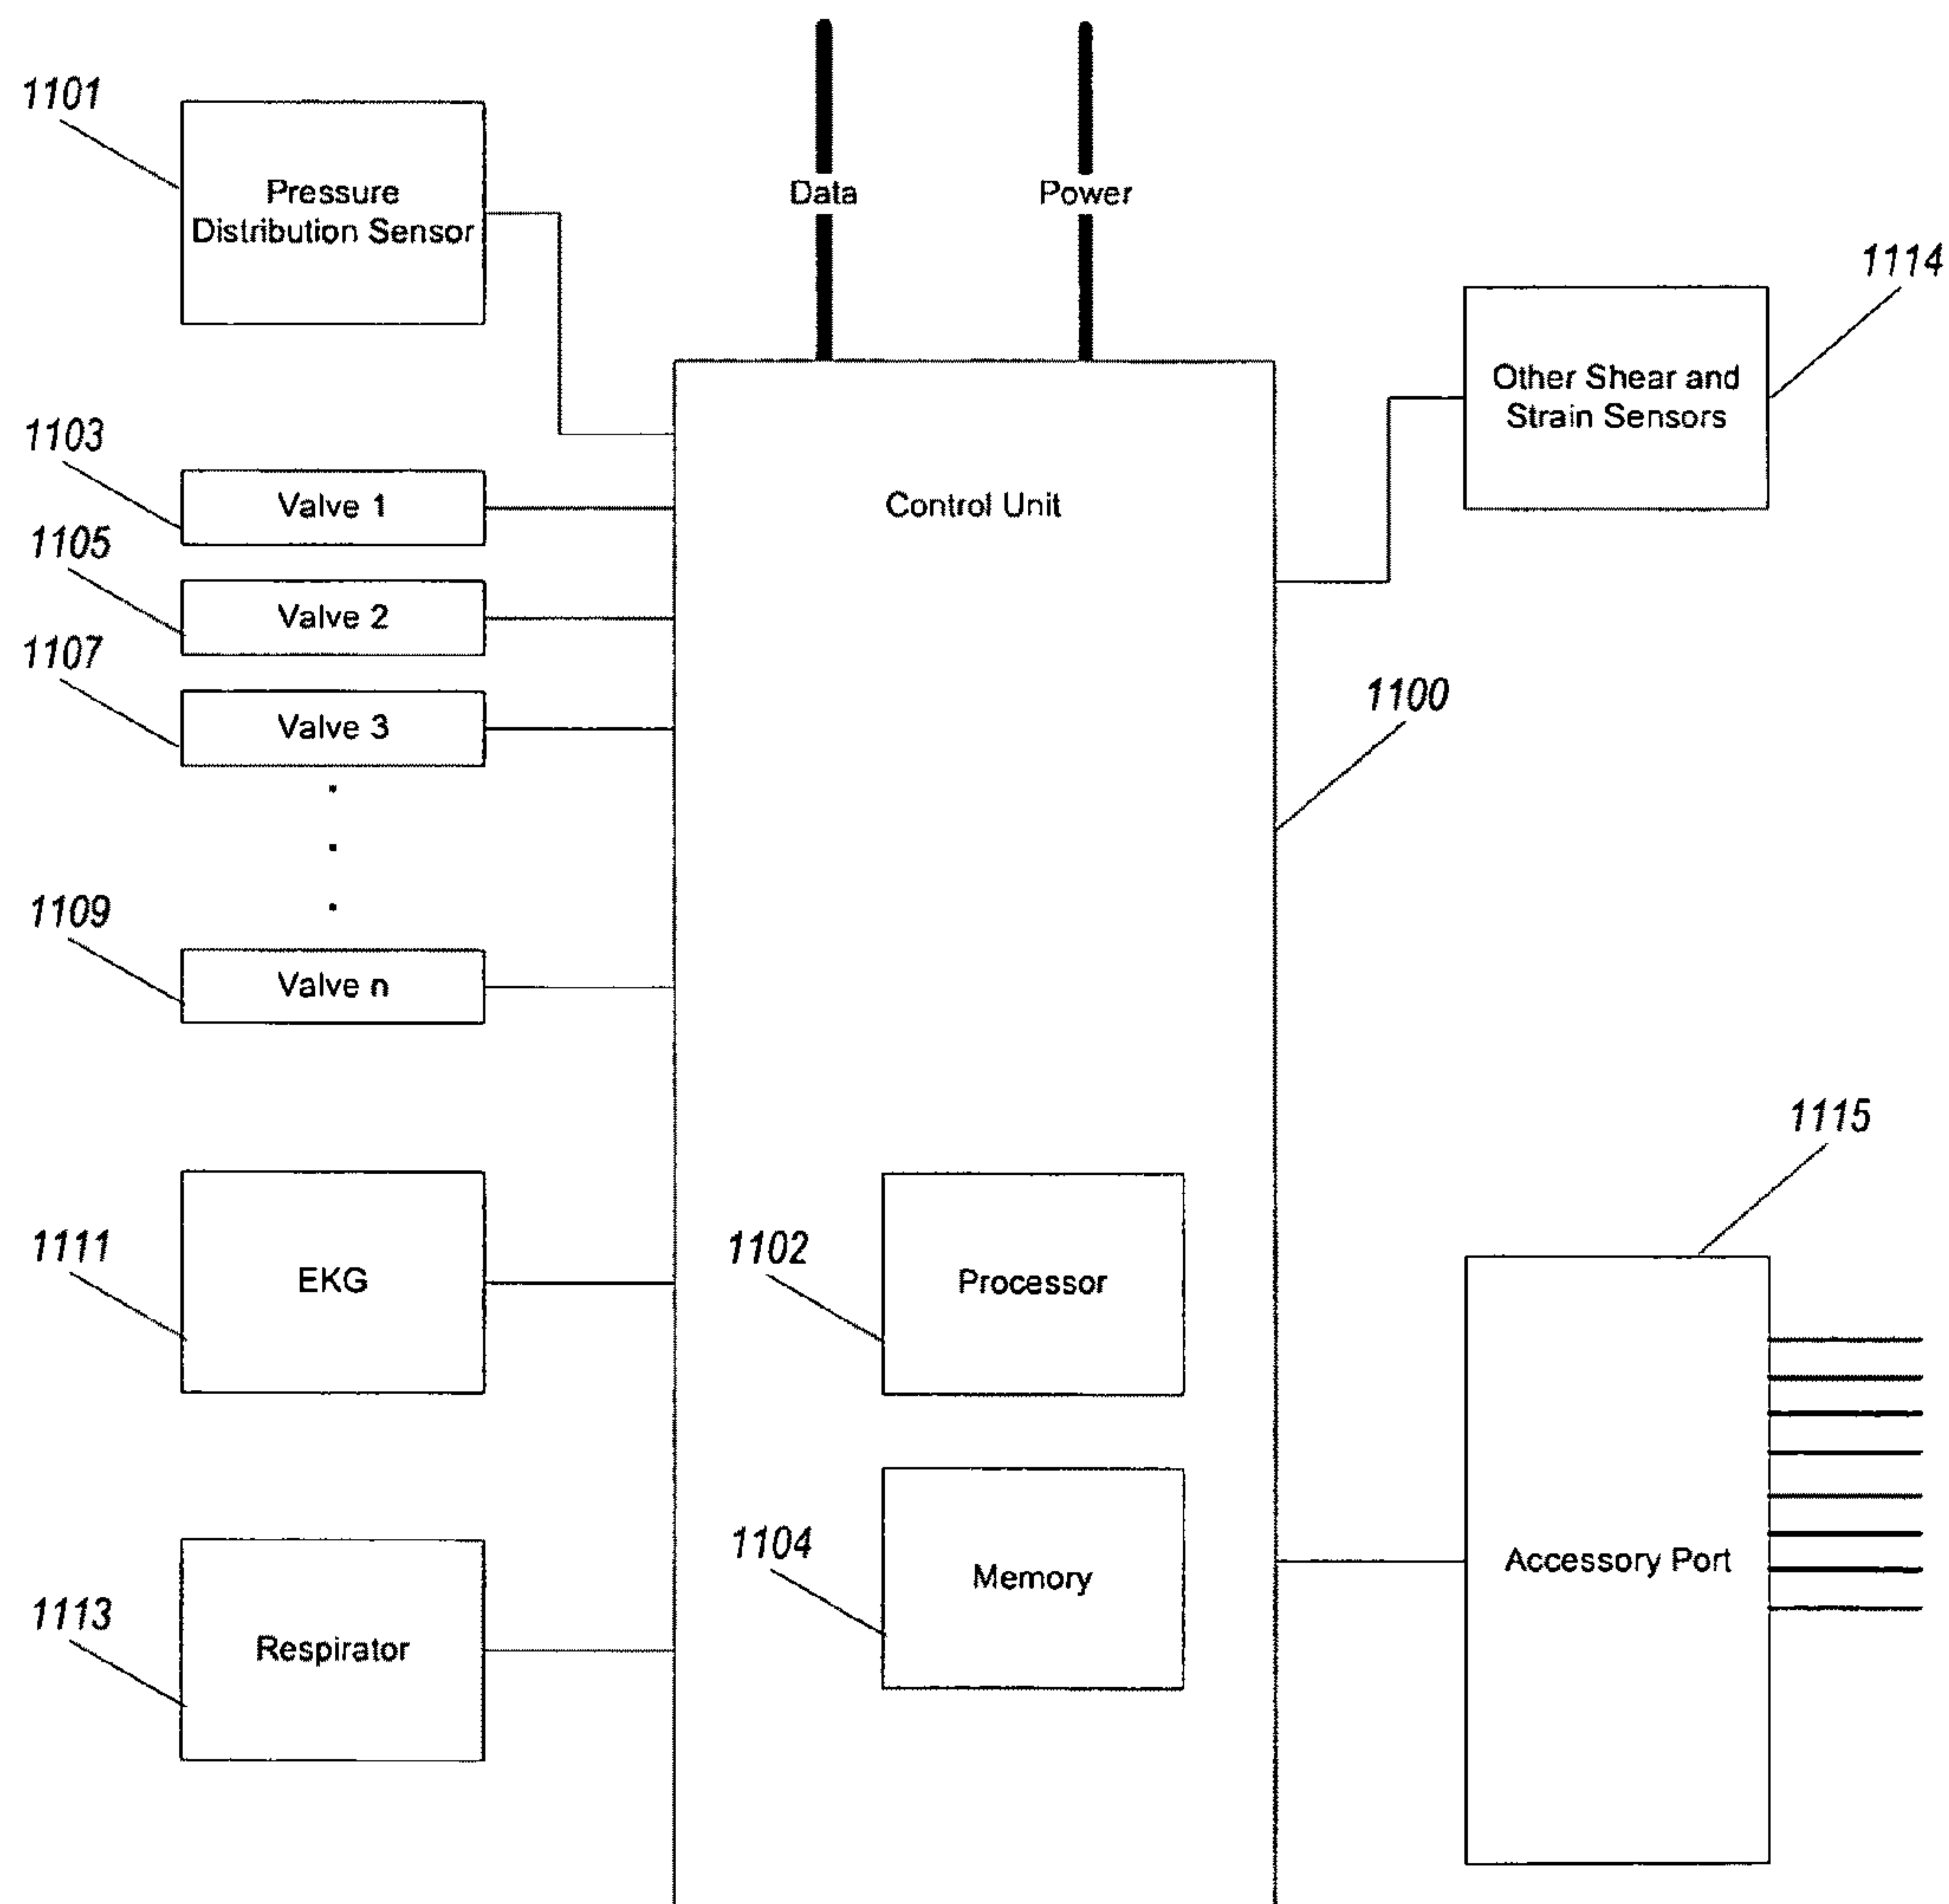 1101
Pressure
Distribution Sensor
Data
Power
1114
Other Shear and
Strain Sensors
1103
Valve 1
Control Unit
1105
Valve 2
1107
Valve 3
1100
1109
Valve n
1115
1111
EKG
1102
Processor
1104
Memory
Accessory Port
1113
Respirator